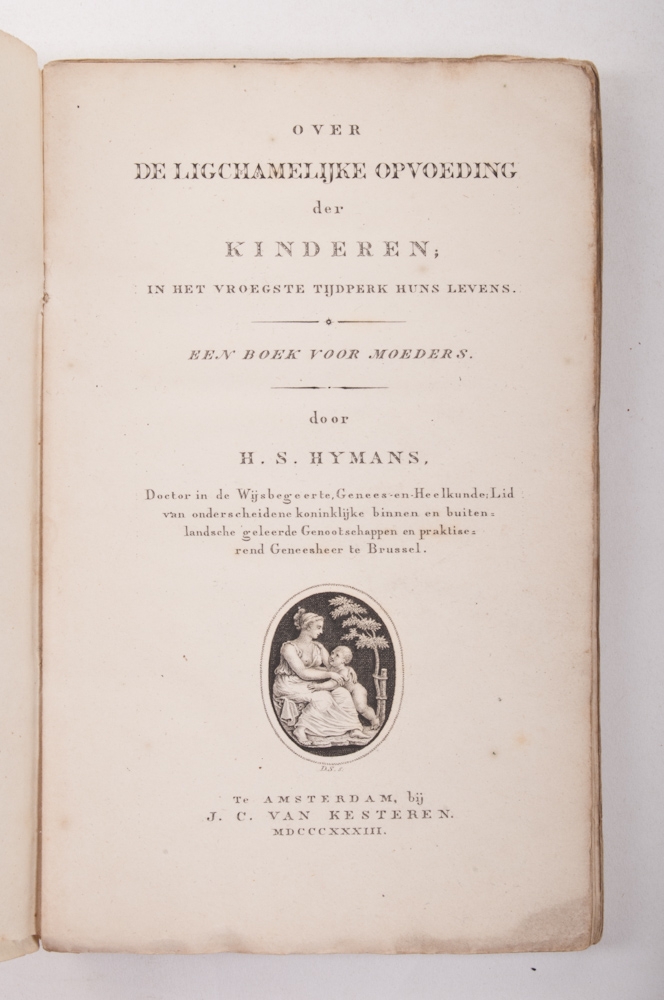 OVER
DE LIGCHAMELIJKE OPVOEDING
der
KINDEREN;
IN HET VROEGSTE TIJDPERK HUNS LEVENS.
EEN BOEK VOOR MOEDERS.
door
H. S. HYMANS,
Doctor in de Wijsbegeerte, Genees-en-Heelkunde; Lid
van onderscheidene koninklijke binnen en buiten=
landsche geleerde Genootschappen en praktise=
rend Geneesheer te Brussel.
Te AMSTERDAM, bij
J. C. VAN KESTEREN.
MDCCCXXXIII.